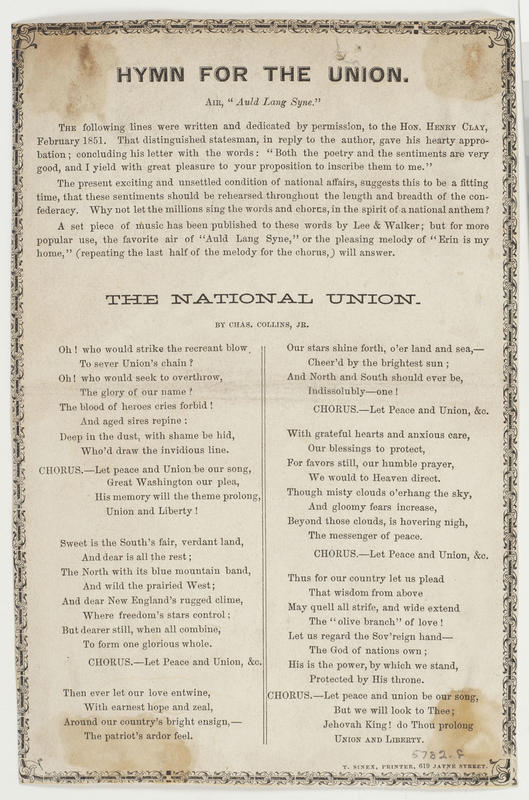 HYMN FOR THE UNION.
AIR, "Auld Lang Syne."
THE following lines were written and dedicated by permission, to the HON. HENRY CLAY,
February 1851. That distinguished statesman, in reply to the author, gave his hearty appro-
bation; concluding his letter with the words: "Both the poetry and the sentiments are very
good, and I yield with great pleasure to your proposition to inscribe them to me."
The present exciting and unsettled condition of national affairs, suggests this to be a fitting
time, that these sentiments should be rehearsed throughout the length and breadth of the con-
federacy. Why not let the millions sing the words and chorus, in the spirit of a national anthem?
A set piece of music has been published to these words by Lee & Walker; but for more
popular use, the favorite air of "Auld Lang Syne," or the pleasing melody of "Erin is my
home," (repeating the last half of the melody for the chorus,) will answer.
THE NATIONAL UNION.
BY CHAS. COLLINS, JR.
Oh! who would strike the recreant blow,
To sever Union's chain?
Oh! who would seek to overthrow,
The glory of our name?
The blood of heroes cries forbid!
And aged sires repine:
Deep in the dust, with shame be hid,
Who'd draw the invidious line.
CHORUS.—Let peace and Union be our song,
Great Washington our plea,
His memory will the theme prolong,
Union and Liberty!
Sweet is the South's fair, verdant land,
And dear is all the rest;
The North with its blue mountain band,
And wild the prairied West;
And dear New England's rugged clime,
Where freedom's stars control;
But dearer still, when all combine,
To form one glorious whole.
CHORUS.—Let Peace and Union, &c.
Then ever let our love entwine,
With earnest hope and zeal,
Around our country's bright ensign,—
The patriot's ardor feel.
Our stars shine forth, o'er land and sea,—
Cheer'd by the brightest sun;
And North and South should ever be,
Indissolubly—one!
CHORUS.—Let Peace and Union, &c.
With grateful hearts and anxious care,
Our blessings to protect,
For favors still, our humble prayer,
We would to Heaven direct.
Though misty clouds o'erhang the sky,
And gloomy fears increase,
Beyond those clouds, is hovering nigh,
The messenger of peace.
CHORUS.—Let Peace and Union, &c.
Thus for our country let us plead
That wisdom from above
May quell all strife, and wide extend
The "olive branch" of love!
Let us regard the Sov'reign hand—
The God of nations own;
His is the power, by which we stand,
Protected by His throne.
CHORUS.—Let peace and union be our song,
But we will look to Thee;
Jehovah King! do Thou prolong
UNION AND LIBERTY.
5782.F
T. SINEX, PRINTER, 619 JAYNE STREET.